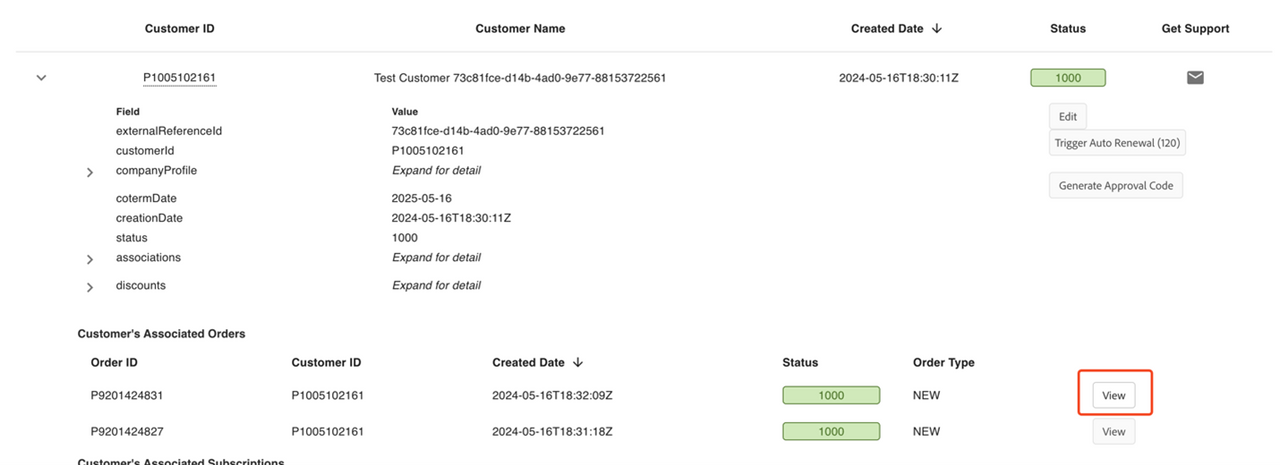 Customer ID Customer Name Created Date Status Get Support
P1005102161 Test Customer 73c81fce-d14b-4ad0-9e77-88153722561 2024-05-16T18:30:11Z 1000
Field Value
Edit
externalReferenceId 73c81fce-d14b-4ad0-9e77-88153722561
customerId P1005102161 Trigger Auto Renewal (120)
companyProfile Expand for detail
Generate Approval Code
cotermDate 2025-05-16
creationDate 2024-05-16T18:30:11Z
status 1000
associations Expand for detail
discounts Expand for detail
Customer's Associated Orders
Order ID Customer ID Created Date Status Order Type
P9201424831 P1005102161 2024-05-16T18:32:09Z 1000 NEW View
P9201424827 P1005102161 2024-05-16T18:31:18Z 1000 NEW View
Customer's Associated Subscriptions